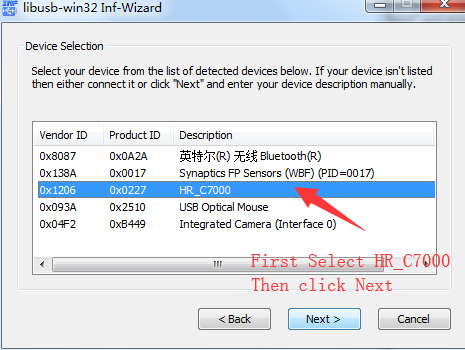 INF
libusb-win32 Inf-Wizard
Device Selection
Select your device from the list of detected devices below. If your device isn't listed
then either connect it or click "Next" and enter your device description manually.
Vendor ID Product ID Description
0x8087 0x0A2A 英特尔(R) 无线 Bluetooth(R)
0x138A 0x0017 Synaptics FP Sensors (WBF) (PID=0017)
0x1206 0x0227 HR_C7000
0x093A 0x2510 USB Optical Mouse
0x04F2 0xB449 Integrated Camera (Interface 0)
First Select HR_C7000
Then click Next
< Back Next > Cancel